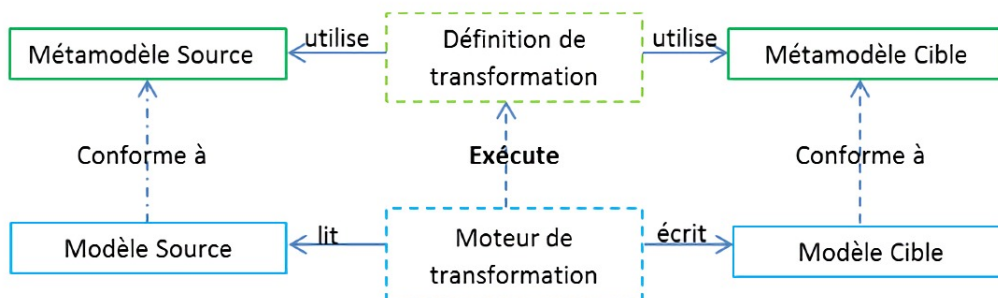 Métamodèle Source
utilise
Définition de
transformation
utilise
Métamodèle Cible
Conforme à
Exécute
Conforme à
Modèle Source
lit
Moteur de
transformation
écrit
Modèle Cible